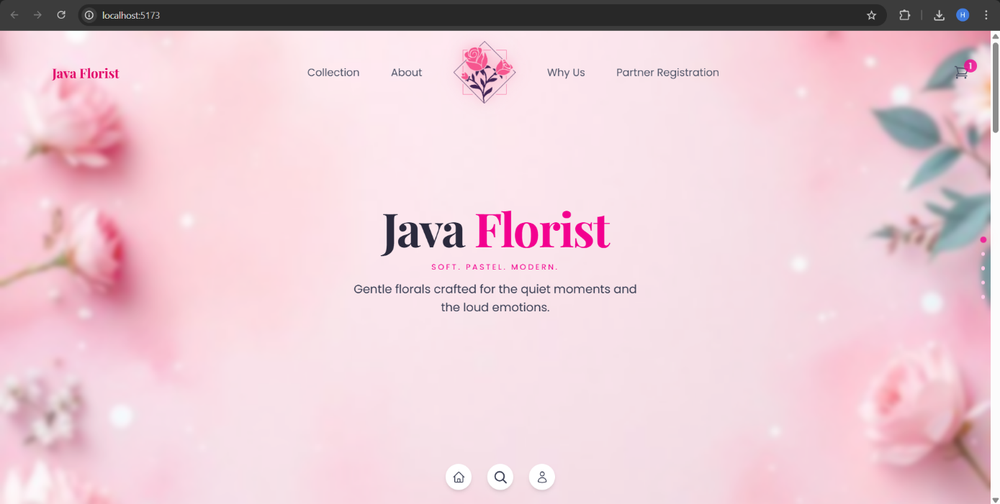 localhost:5173
H
Java Florist
Collection
About
Why Us
Partner Registration
1
Java Florist
SOFT. PASTEL. MODERN.
Gentle florals crafted for the quiet moments and
the loud emotions.